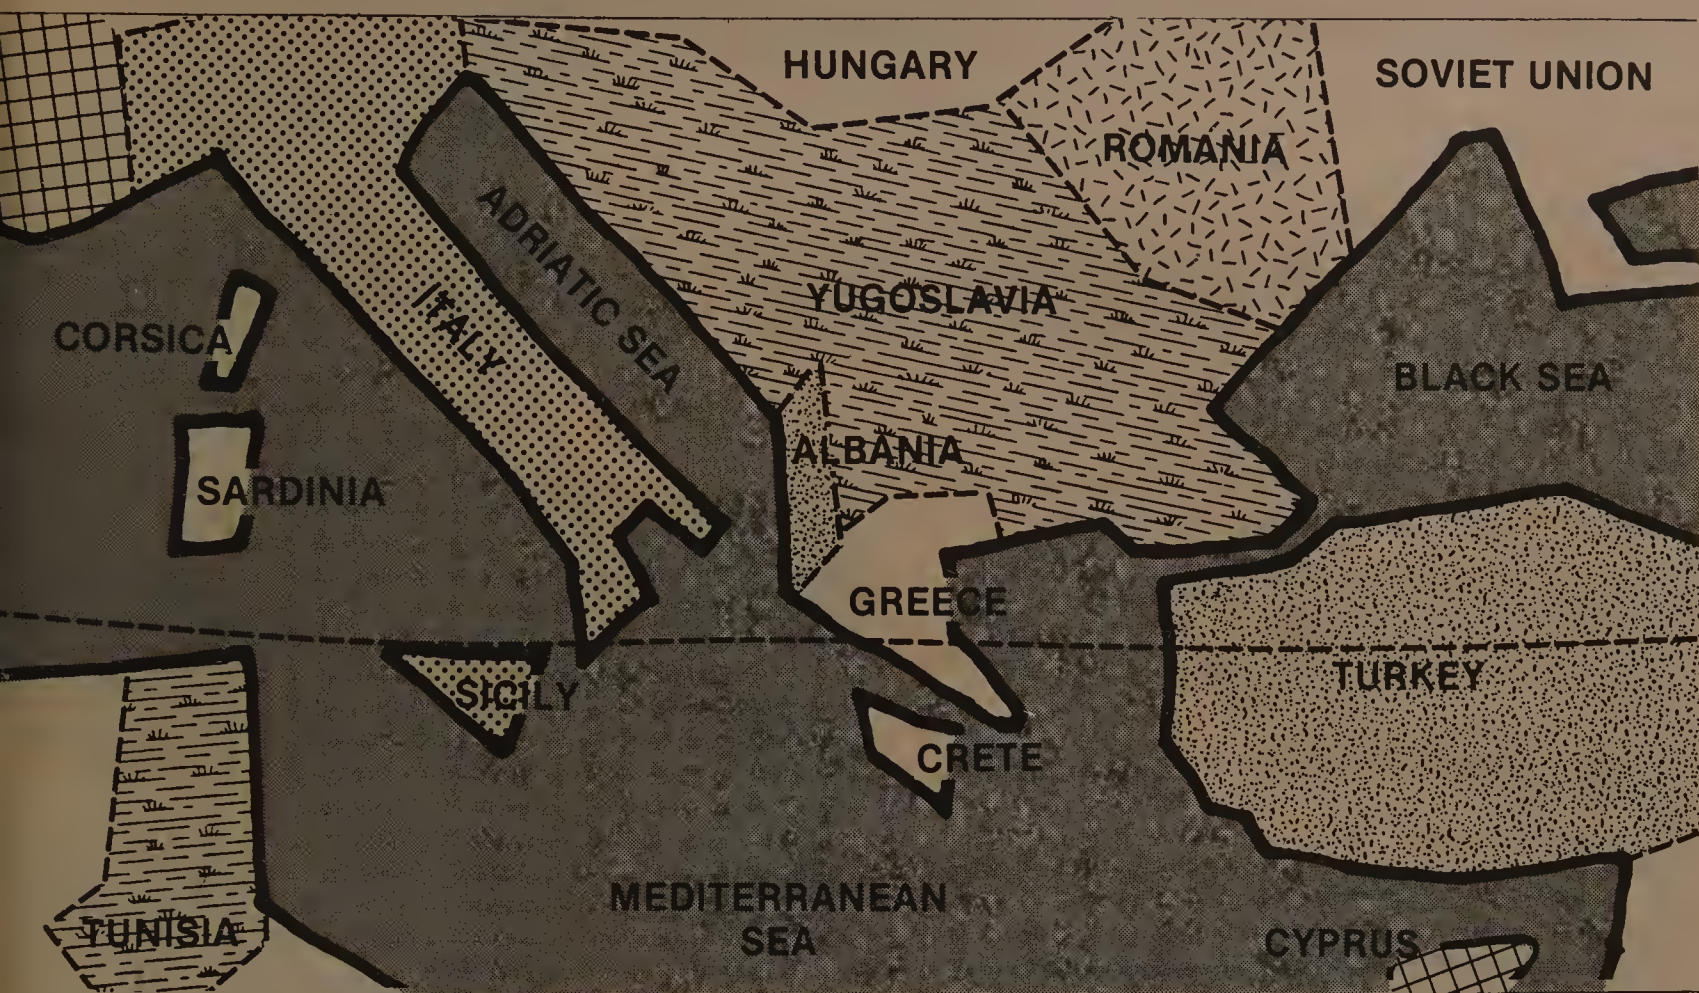 HUNGARY
SOVIET UNION
ROMANIA
ADRIATIC SEA
YUGOSLAVIA
ITALY
CORSICA
BLACK SEA
ALBANIA
SARDINIA
GREECE
TURKEY
SICILY
CRETE
MEDITERRANEAN
SEA
TUNISIA
CYPRUS